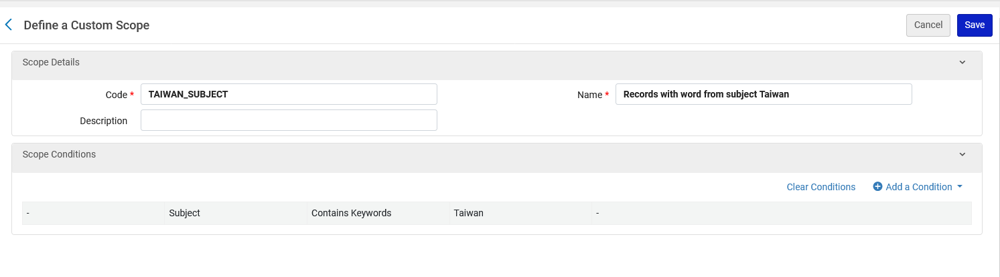 Define a Custom Scope
Cancel
Save
Scope Details
Code * TAIWAN_SUBJECT
Name * Records with word from subject Taiwan
Description
Scope Conditions
Clear Conditions
Add a Condition
- Subject Contains Keywords Taiwan -